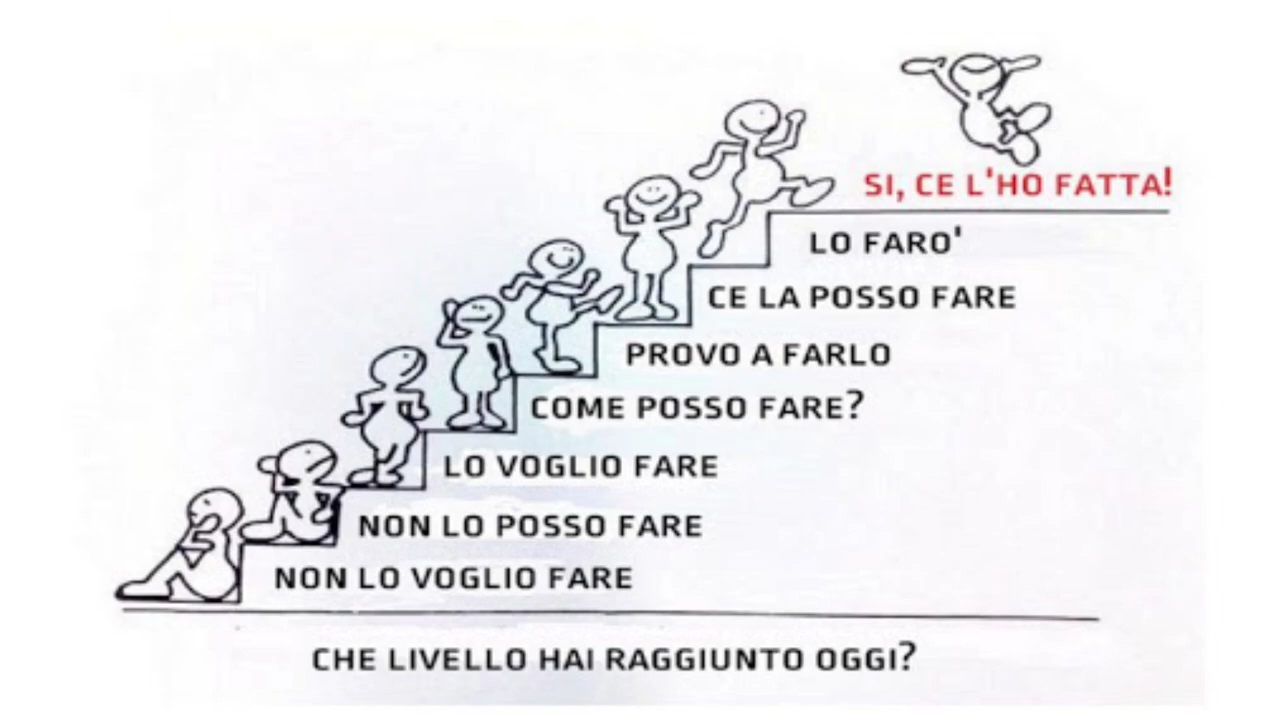 SI, CE L'HO FATTA!
LO FARO'
CE LA POSSO FARE
PROVO A FARLO
COME POSSO FARE?
LO VOGLIO FARE
NON LO POSSO FARE
NON LO VOGLIO FARE
CHE LIVELLO HAI RAGGIUNTO OGGI?